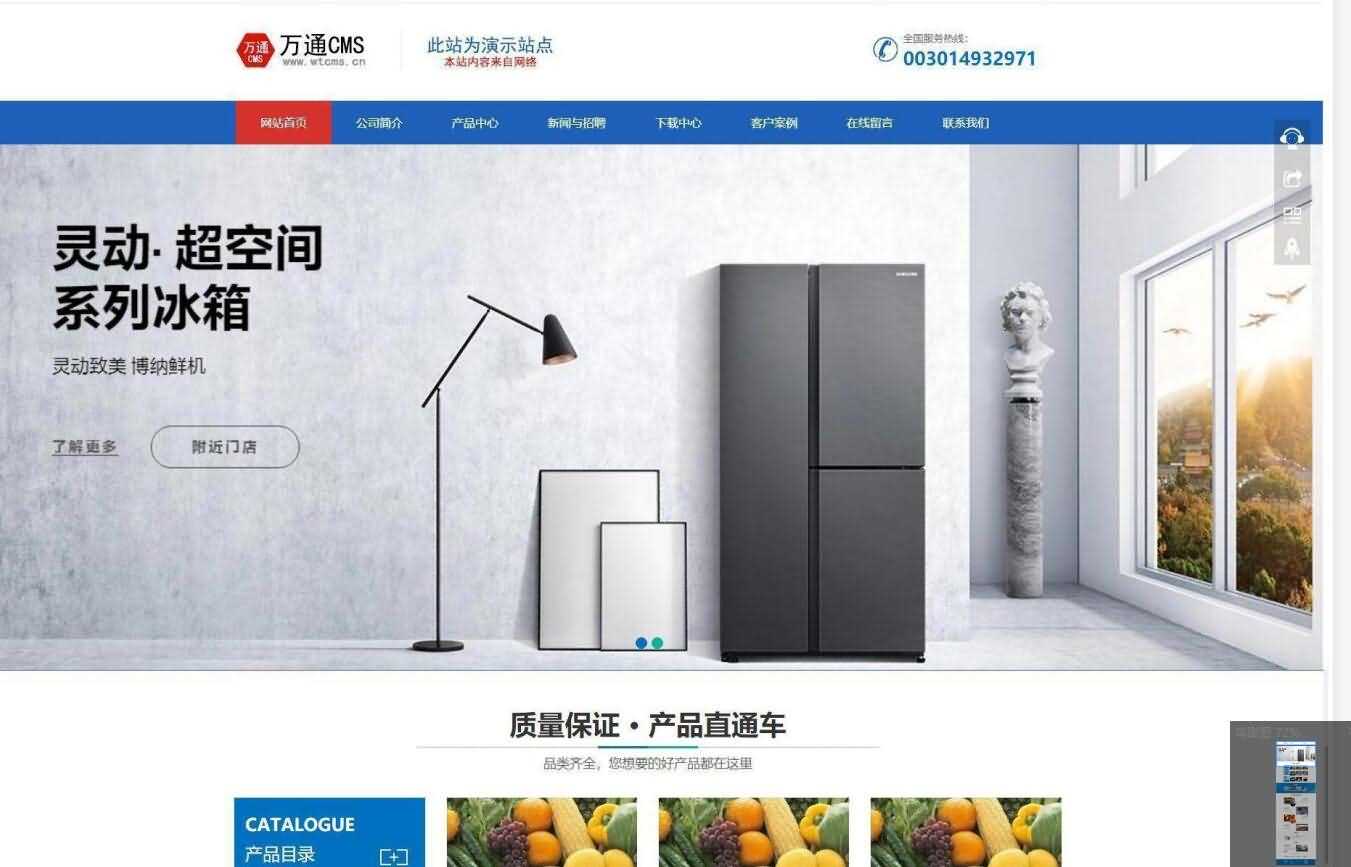 万通
CMS
万通CMS
www.wtcms.cn
此站为演示站点
本站内容来自网络
全国服务热线:
003014932971
网站首页
公司简介
产品中心
新闻与招聘
下载中心
客户案例
在线留言
联系我们
灵动· 超空间
系列冰箱
灵动致美 博纳鲜机
了解更多
附近门店
SAMSUNG
质量保证・产品直通车
品类齐全，您想要的好产品都在这里
CATALOGUE
产品目录